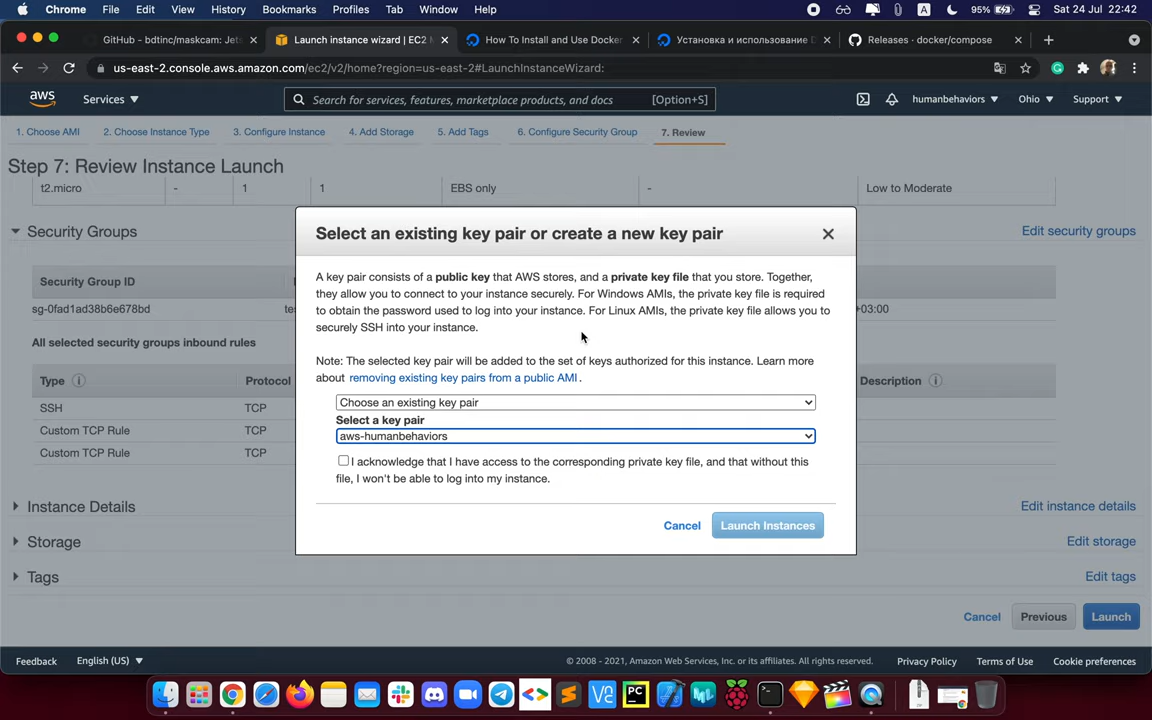 Chrome File Edit View History Bookmarks Profiles Tab Window Help A 95% Sat 24 Jul 22:42
GitHub - bdtinc/maskcam: Jets Launch instance wizard | EC2 M How To Install and Use Docker Установка и использование D Releases · docker/compose
us-east-2.console.aws.amazon.com/ec2/v2/home?region=us-east-2#LaunchInstanceWizard:
aws Services Search for services, features, marketplace products, and docs [Option+S] humanbehaviors Ohio Support
1. Choose AMI 2. Choose Instance Type 3. Configure Instance 4. Add Storage 5. Add Tags 6. Configure Security Group 7. Review
Step 7: Review Instance Launch
t2.micro - 1 1 EBS only - Low to Moderate
Security Groups Edit security groups
Security Group ID
sg-0fad1ad38b6e678bd +03:00
All selected security groups inbound rules
Type Protocol Description
SSH TCP
Custom TCP Rule TCP
Custom TCP Rule TCP
Instance Details Edit instance details
Storage Edit storage
Tags Edit tags
Cancel Previous Launch
Select an existing key pair or create a new key pair
A key pair consists of a public key that AWS stores, and a private key file that you store. Together,
they allow you to connect to your instance securely. For Windows AMIs, the private key file is required
to obtain the password used to log into your instance. For Linux AMIs, the private key file allows you to
securely SSH into your instance.
Note: The selected key pair will be added to the set of keys authorized for this instance. Learn more
about removing existing key pairs from a public AMI.
Choose an existing key pair
Select a key pair
aws-humanbehaviors
I acknowledge that I have access to the corresponding private key file, and that without this
file, I won't be able to log into my instance.
Cancel Launch Instances
Feedback English (US) © 2008 - 2021, Amazon Web Services, Inc. or its affiliates. All rights reserved. Privacy Policy Terms of Use Cookie preferences